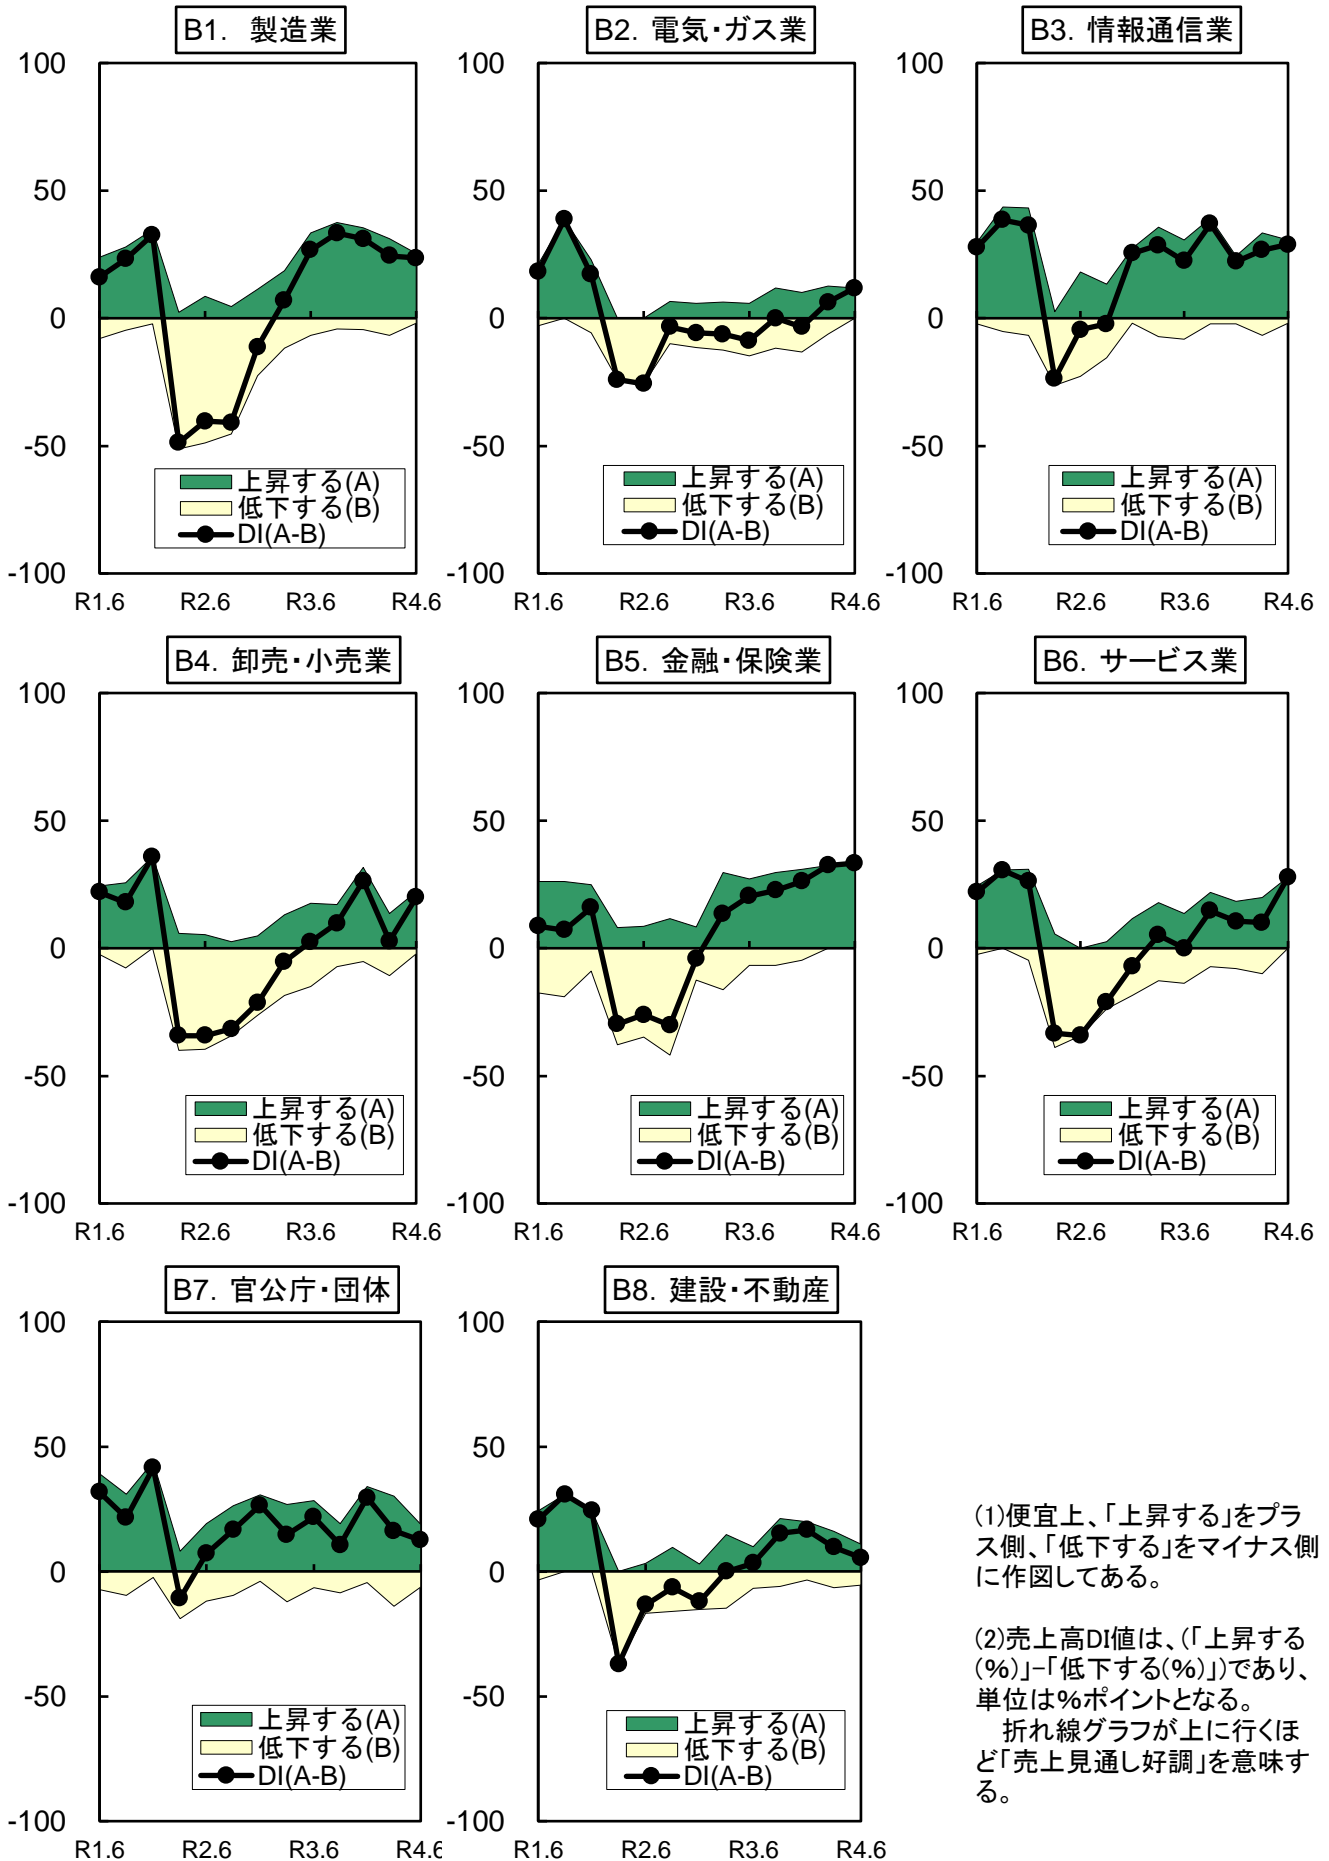 B1. 製造業
100
50
0
-50
-100
上昇する(A)
低下する(B)
DI(A-B)
R1.6 R2.6 R3.6 R4.6
B2. 電気・ガス業
100
50
0
-50
-100
上昇する(A)
低下する(B)
DI(A-B)
R1.6 R2.6 R3.6 R4.6
B3. 情報通信業
100
50
0
-50
-100
上昇する(A)
低下する(B)
DI(A-B)
R1.6 R2.6 R3.6 R4.6
B4. 卸売・小売業
100
50
0
-50
-100
上昇する(A)
低下する(B)
DI(A-B)
R1.6 R2.6 R3.6 R4.6
B5. 金融・保険業
100
50
0
-50
-100
上昇する(A)
低下する(B)
DI(A-B)
R1.6 R2.6 R3.6 R4.6
B6. サービス業
100
50
0
-50
-100
上昇する(A)
低下する(B)
DI(A-B)
R1.6 R2.6 R3.6 R4.6
B7. 官公庁・団体
100
50
0
-50
-100
上昇する(A)
低下する(B)
DI(A-B)
R1.6 R2.6 R3.6 R4.6
B8. 建設・不動産
100
50
0
-50
-100
上昇する(A)
低下する(B)
DI(A-B)
R1.6 R2.6 R3.6 R4.6
(1)便宜上、「上昇する」をプラ
ス側、「低下する」をマイナス側
に作図してある。
(2)売上高DI値は、(「上昇する
(%)」-「低下する(%)」)であり、
単位は%ポイントとなる。
折れ線グラフが上に行くほ
ど「売上見通し好調」を意味す
る。